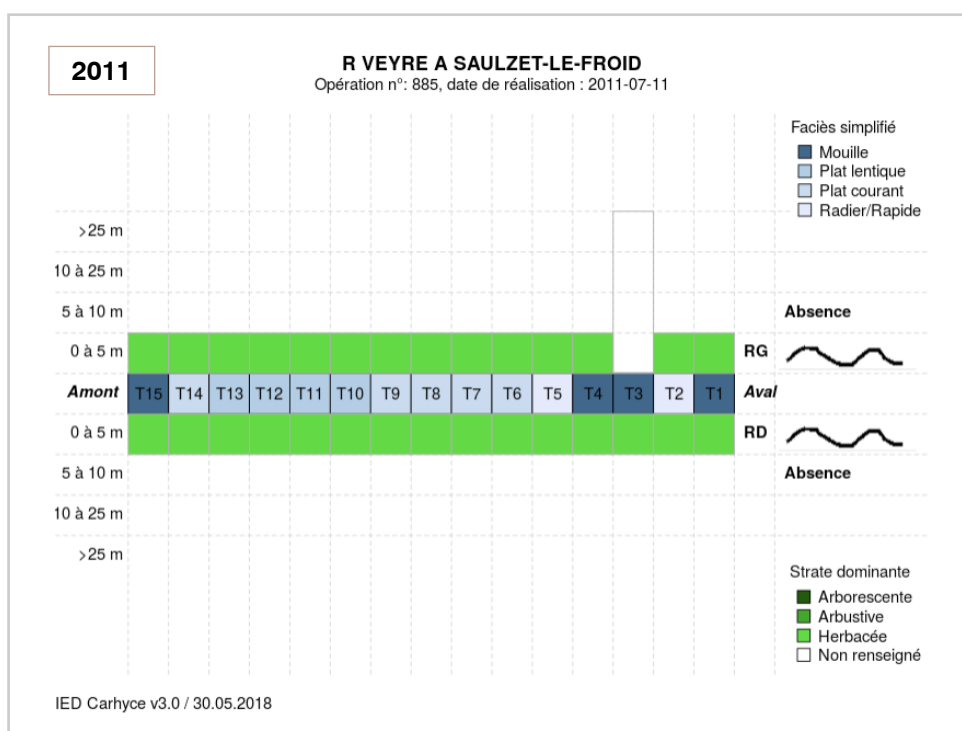 2011
R VEYRE A SAULZET-LE-FROID
Opération n°: 885, date de réalisation : 2011-07-11
Faciès simplifié
Mouille
Plat lentique
Plat courant
Radier/Rapide
>25 m
10 à 25 m
5 à 10 m
Absence
0 à 5 m
RG
Amont T15 T14 T13 T12 T11 T10 T9 T8 T7 T6 T5 T4 T3 T2 T1 Aval
0 à 5 m
RD
5 à 10 m
Absence
10 à 25 m
>25 m
Strate dominante
Arborescente
Arbustive
Herbacée
Non renseigné
IED Carhyce v3.0 / 30.05.2018